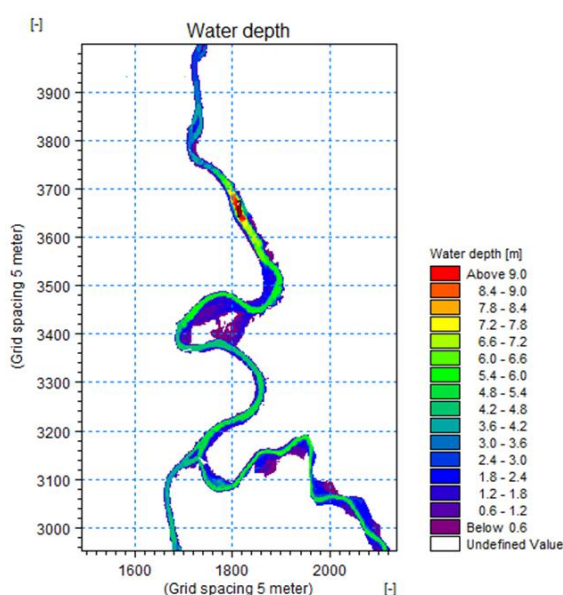 [-]
Water depth
3900
3800
3700
3600
3500
3400
3300
3200
3100
3000
(Grid spacing 5 meter)
1600 1800 2000
(Grid spacing 5 meter) [-]
Water depth [m]
Above 9.0
8.4 - 9.0
7.8 - 8.4
7.2 - 7.8
6.6 - 7.2
6.0 - 6.6
5.4 - 6.0
4.8 - 5.4
4.2 - 4.8
3.6 - 4.2
3.0 - 3.6
2.4 - 3.0
1.8 - 2.4
1.2 - 1.8
0.6 - 1.2
Below 0.6
Undefined Value